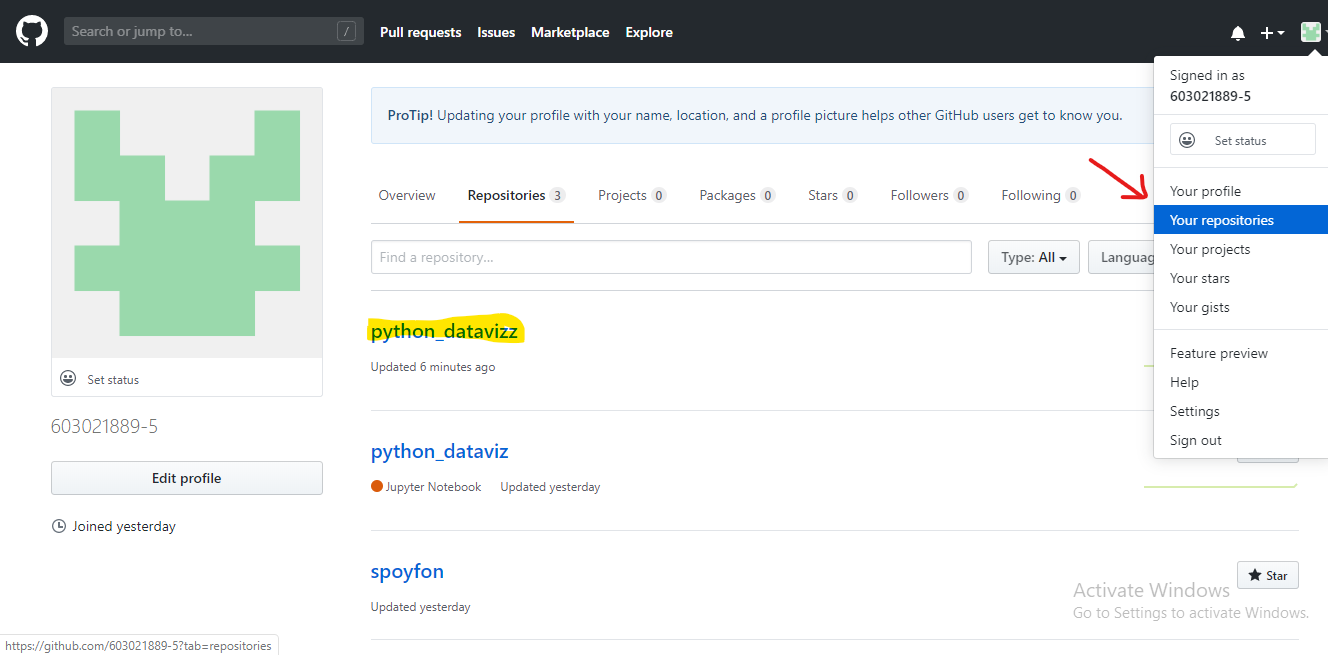 Search or jump to... /
Pull requests Issues Marketplace Explore
Signed in as
603021889-5
Set status
Your profile
Your repositories
Your projects
Your stars
Your gists
Feature preview
Help
Settings
Sign out
ProTip! Updating your profile with your name, location, and a profile picture helps other GitHub users get to know you.
Overview Repositories 3 Projects 0 Packages 0 Stars 0 Followers 0 Following 0
Find a repository...
Type: All
Languag
python_datavizz
Updated 6 minutes ago
python_dataviz
Jupyter Notebook Updated yesterday
spoyfon
Star
Updated yesterday
Set status
603021889-5
Edit profile
Joined yesterday
Activate Windows
Go to Settings to activate Windows.
https://github.com/603021889-5?tab=repositories